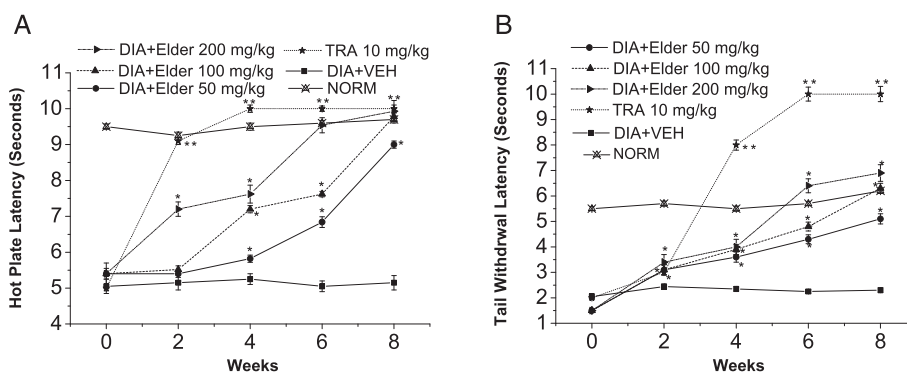 A
DIA+Elder 200 mg/kg
TRA 10 mg/kg
DIA+Elder 100 mg/kg
DIA+VEH
DIA+Elder 50 mg/kg
NORM
Hot Plate Latency (Seconds)
11
10
9
8
7
6
5
4
0 2 4 6 8
Weeks
* *
* *
* *
* *
*
*
*
*
*
*
*
*
B
DIA+Elder 50 mg/kg
DIA+Elder 100 mg/kg
DIA+Elder 200 mg/kg
TRA 10 mg/kg
DIA+VEH
NORM
Tail Withdrwal Latency (Seconds)
11
10
9
8
7
6
5
4
3
2
1
0 2 4 6 8
Weeks
* *
* *
* *
*
*
*
*
*
*
*
*
*
*
*